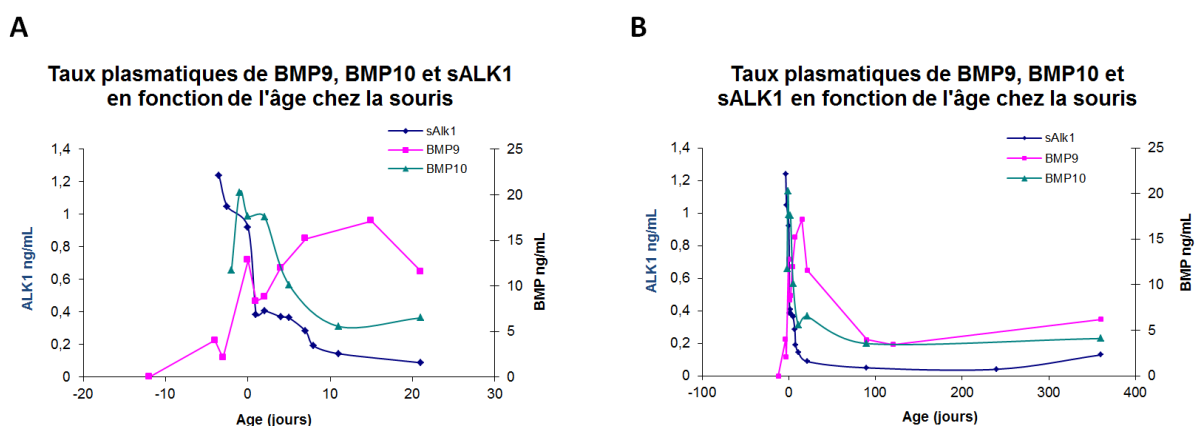 A
Taux plasmatiques de BMP9, BMP10 et sALK1
en fonction de l'âge chez la souris
sAlk1
BMP9
BMP10
1,4
1,2
1
0,8
0,6
0,4
0,2
0
25
20
15
10
5
0
-20
-10
0
10
20
30
ALK1 ng/mL
BMP ng/mL
Age (jours)
B
Taux plasmatiques de BMP9, BMP10 et
sALK1 en fonction de l'âge chez la souris
sAlk1
BMP9
BMP10
1,4
1,2
1
0,8
0,6
0,4
0,2
0
25
20
15
10
5
0
-100
0
100
200
300
400
ALK1 ng/mL
BMP ng/mL
Age (jours)